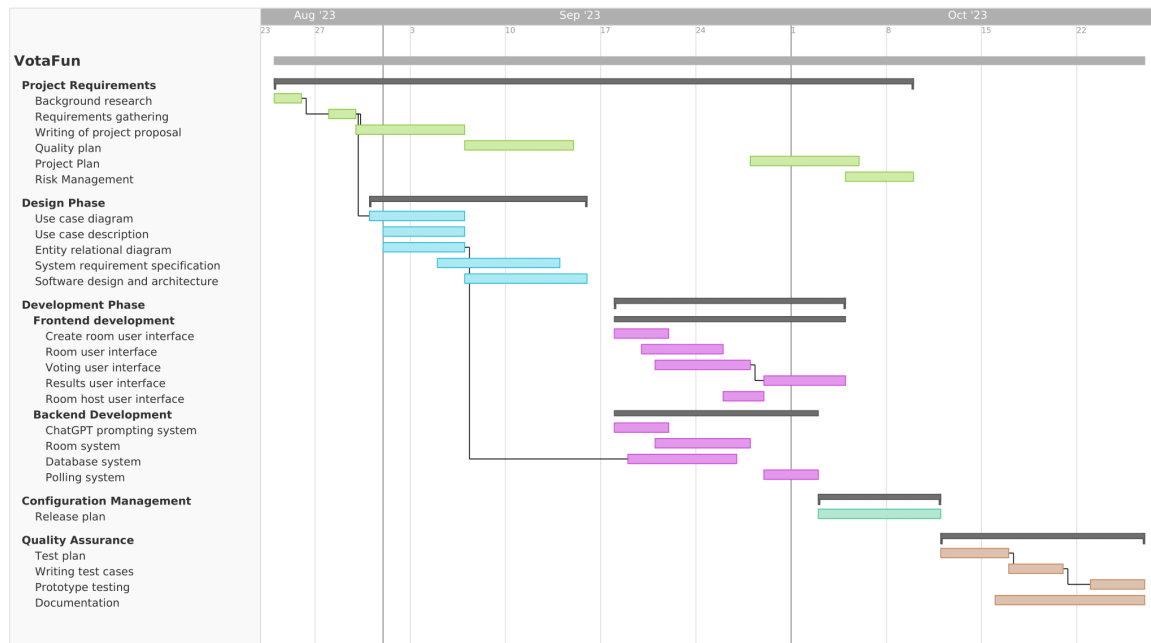 Aug '23 Sep '23 Oct '23
23 27 3 10 17 24 1 8 15 22
VotaFun
Project Requirements
Background research
Requirements gathering
Writing of project proposal
Quality plan
Project Plan
Risk Management
Design Phase
Use case diagram
Use case description
Entity relational diagram
System requirement specification
Software design and architecture
Development Phase
Frontend development
Create room user interface
Room user interface
Voting user interface
Results user interface
Room host user interface
Backend Development
ChatGPT prompting system
Room system
Database system
Polling system
Configuration Management
Release plan
Quality Assurance
Test plan
Writing test cases
Prototype testing
Documentation